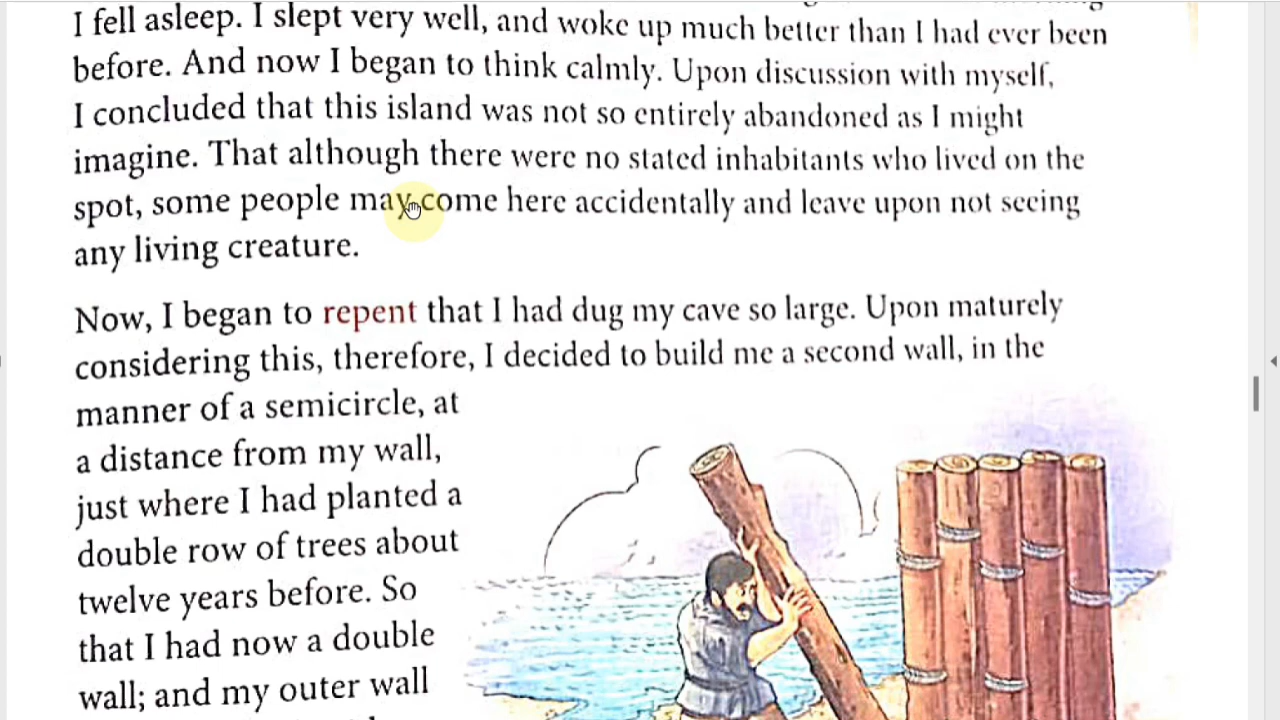 I fell asleep. I slept very well, and woke up much better than I had ever been
before. And now I began to think calmly. Upon discussion with myself,
I concluded that this island was not so entirely abandoned as I might
imagine. That although there were no stated inhabitants who lived on the
spot, some people may come here accidentally and leave upon not seeing
any living creature.
Now, I began to repent that I had dug my cave so large. Upon maturely
considering this, therefore, I decided to build me a second wall, in the
manner of a semicircle, at
a distance from my wall,
just where I had planted a
double row of trees about
twelve years before. So
that I had now a double
wall; and my outer wall